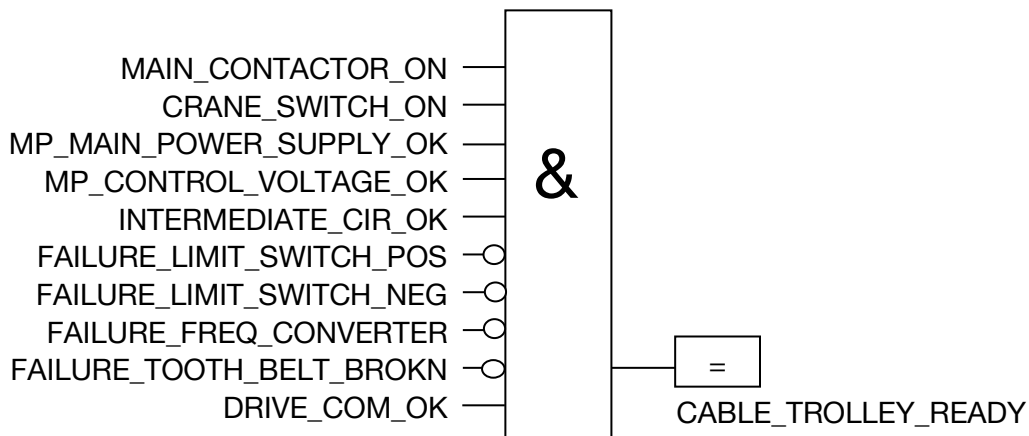 MAIN_CONTACTOR_ON
CRANE_SWITCH_ON
MP_MAIN_POWER_SUPPLY_OK
MP_CONTROL_VOLTAGE_OK
INTERMEDIATE_CIR_OK
FAILURE_LIMIT_SWITCH_POS
FAILURE_LIMIT_SWITCH_NEG
FAILURE_FREQ_CONVERTER
FAILURE_TOOTH_BELT_BROKN
DRIVE_COM_OK
&
=
CABLE_TROLLEY_READY